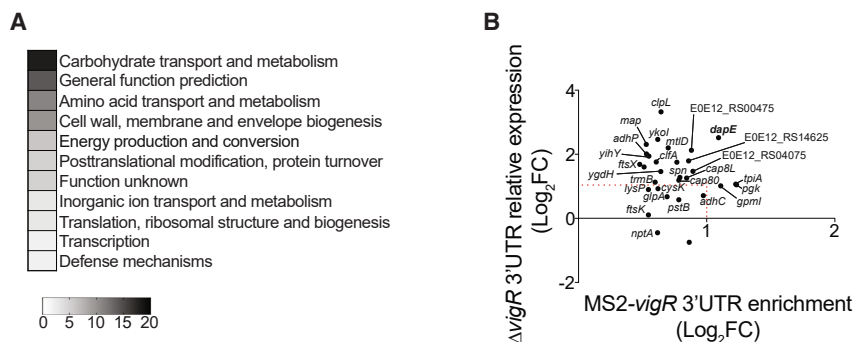 A
Carbohydrate transport and metabolism
General function prediction
Amino acid transport and metabolism
Cell wall, membrane and envelope biogenesis
Energy production and conversion
Posttranslational modification, protein turnover
Function unknown
Inorganic ion transport and metabolism
Translation, ribosomal structure and biogenesis
Transcription
Defense mechanisms
0 5 10 15 20
B
ΔvigR 3'UTR relative expression
(Log2FC)
4
2
0
-2
1
2
clpL
E0E12_RS00475
map
ykoI
mtlD
dapE
adhP
E0E12_RS14625
yihY
clfA
E0E12_RS04075
ftsX
spn
cap8L
ygdH
trmB
cap80
tpiA
lysP
cysK
pgk
glpA
adhC
gpmI
ftsK
pstB
nptA
MS2-vigR 3'UTR enrichment
(Log2FC)